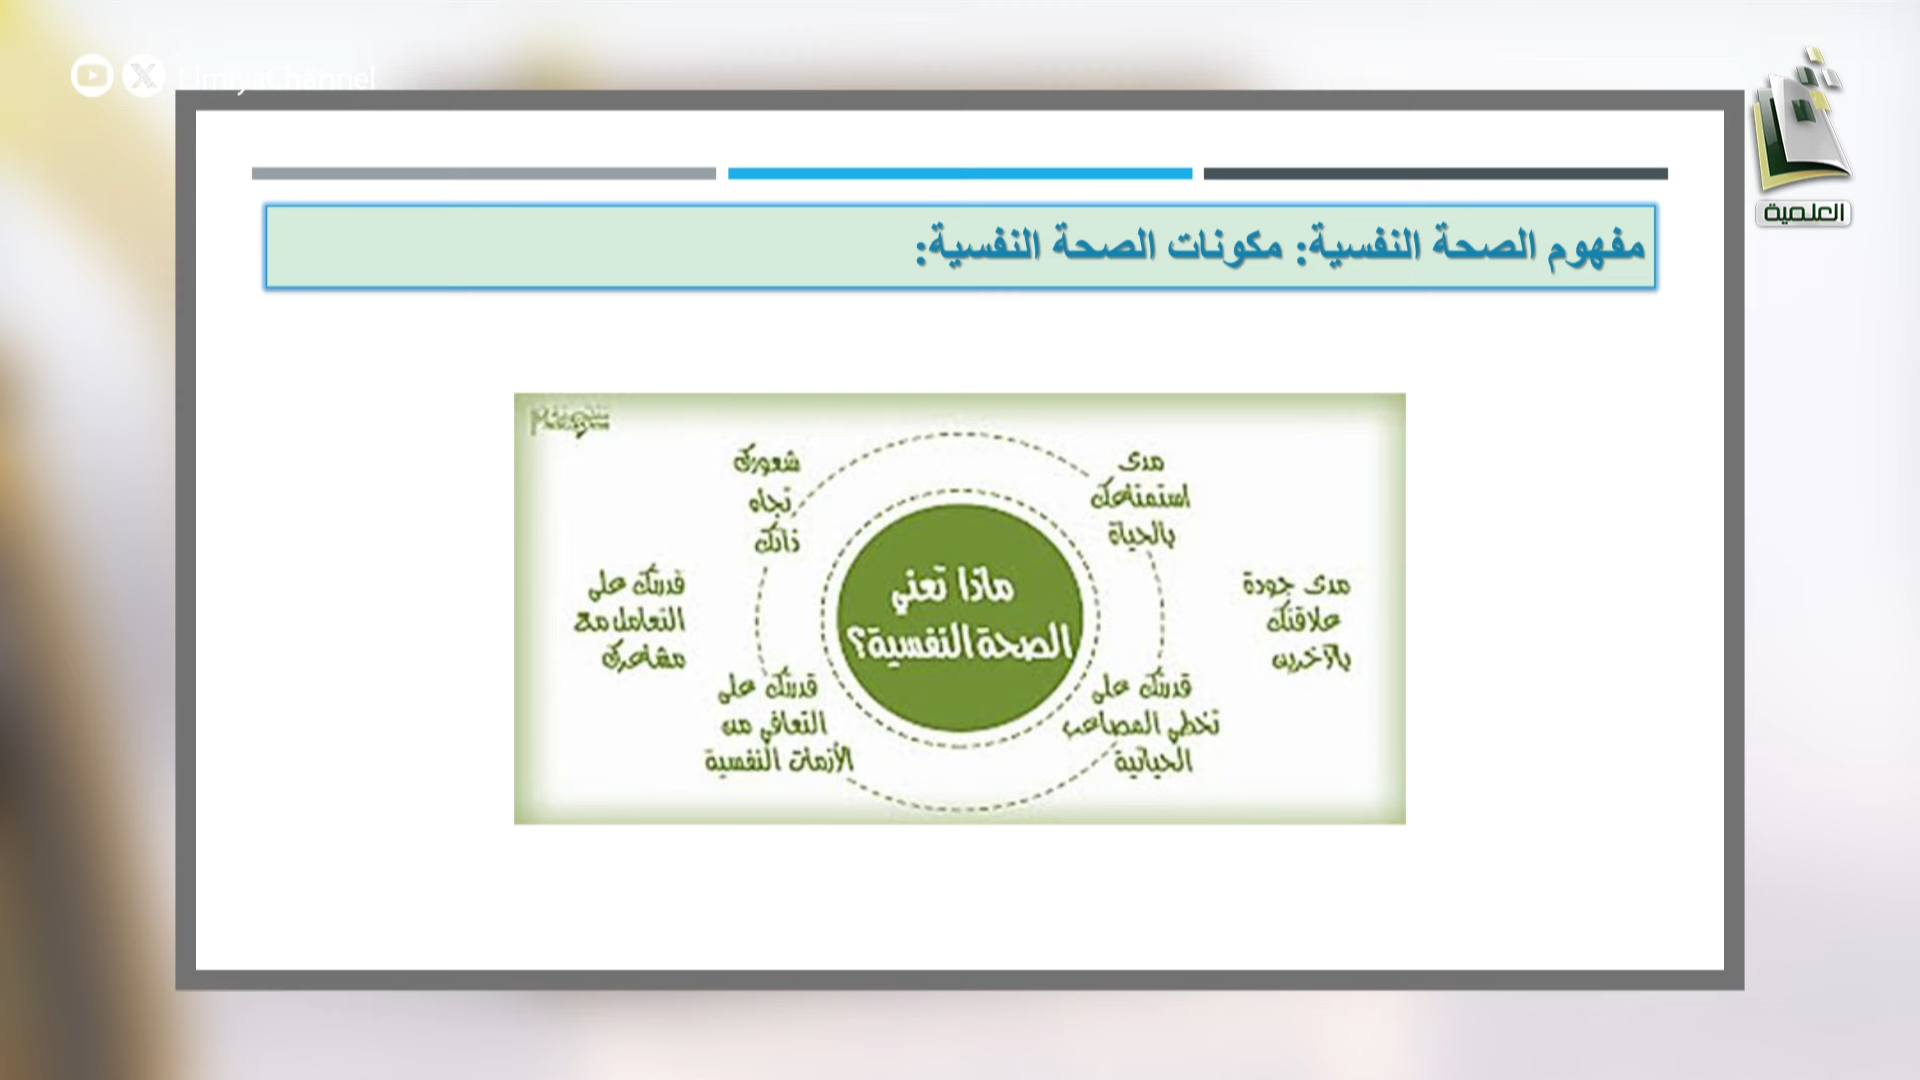 ElmiyaChannel
العلمية
مفهوم الصحة النفسية: مكونات الصحة النفسية:
ماذا تعني
الصحة النفسية؟
مدى
استمتاعك
بالحياة
مدى جودة
علاقتك
بالآخرين
قدرتك على
تخطي المصاعب
الحياتية
قدرتك على
التعافي من
الأزمات النفسية
قدرتك على
التعامل مع
مشاعرك
شعورك
تجاه
ذاتك